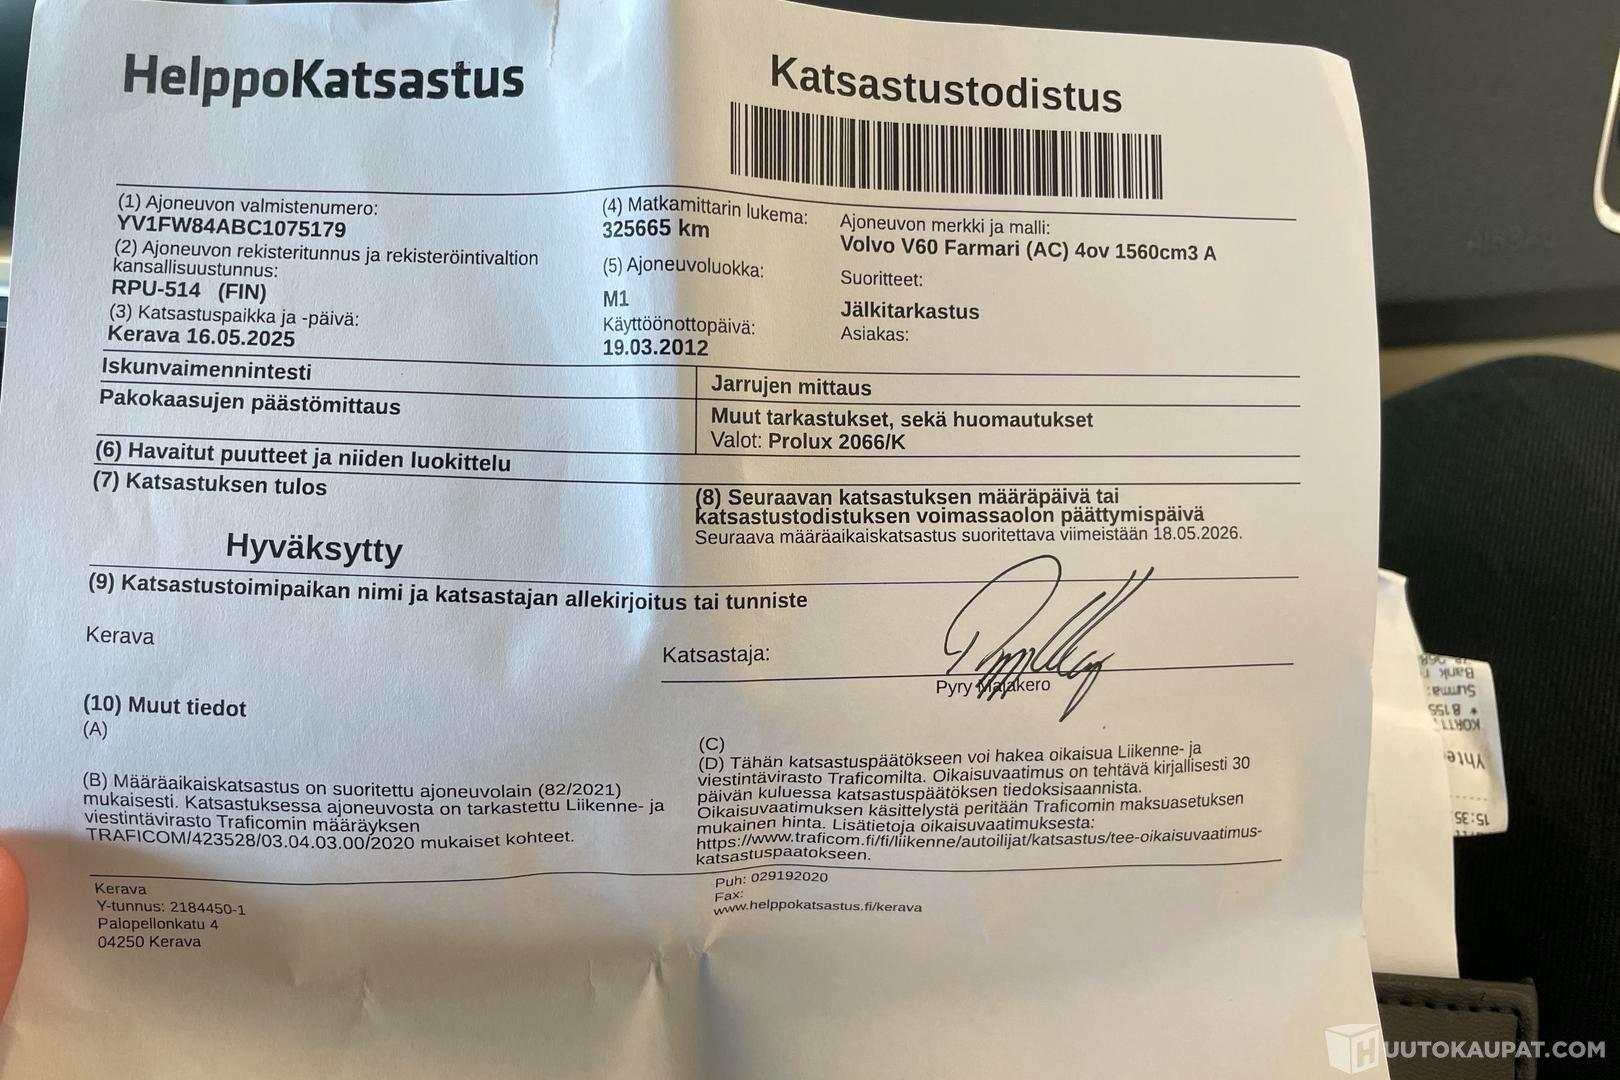 HelppoKatsastus
Katsastustodistus
(1) Ajoneuvon valmistenumero:
YV1FW84ABC1075179
(2) Ajoneuvon rekisteritunnus ja rekisteröintivaltion
kansallisuustunnus:
RPU-514 (FIN)
(3) Katsastuspaikka ja -päivä:
Kerava 16.05.2025
(4) Matkamittarin lukema:
325665 km
(5) Ajoneuvoluokka:
M1
Käyttöönottopäivä:
19.03.2012
Ajoneuvon merkki ja malli:
Volvo V60 Farmari (AC) 4ov 1560cm3 A
Suoritteet:
Jälkitarkastus
Asiakas:
Iskunvaimennintesti
Jarrujen mittaus
Pakokaasujen päästömittaus
Muut tarkastukset, sekä huomautukset
Valot: Prolux 2066/K
(6) Havaitut puutteet ja niiden luokittelu
(7) Katsastuksen tulos
Hyväksytty
(8) Seuraavan katsastuksen määräpäivä tai
katsastustodistuksen voimassaolon päättymispäivä
Seuraava määräaikaiskatsastus suoritettava viimeistään 18.05.2026.
(9) Katsastustoimipaikan nimi ja katsastajan allekirjoitus tai tunniste
Kerava
Katsastaja:
Pyry Majakero
(10) Muut tiedot
(A)
(B) Määräaikaiskatsastus on suoritettu ajoneuvolain (82/2021)
mukaisesti. Katsastuksessa ajoneuvosta on tarkastettu Liikenne- ja
viestintävirasto Traficomin määräyksen
TRAFICOM/423528/03.04.03.00/2020 mukaiset kohteet.
(C)
(D) Tähän katsastuspäätökseen voi hakea oikaisua Liikenne- ja
viestintävirasto Traficomilta. Oikaisuvaatimus on tehtävä kirjallisesti 30
päivän kuluessa katsastuspäätöksen tiedoksisaannista.
Oikaisuvaatimuksen käsittelystä peritään Traficomin maksuasetuksen
mukainen hinta. Lisätietoja oikaisuvaatimuksesta:
https://www.traficom.fi/fi/liikenne/autoilijat/katsastus/tee-oikaisuvaatimus-
katsastuspaatokseen.
Kerava
Y-tunnus: 2184450-1
Palopellonkatu 4
04250 Kerava
Puh: 029192020
Fax:
www.helppokatsastus.fi/kerava
15:35:
Yhte
KORTTI
* 8155
Summa:
Bank
AIRBAG
HUUTOKAUPAT.COM